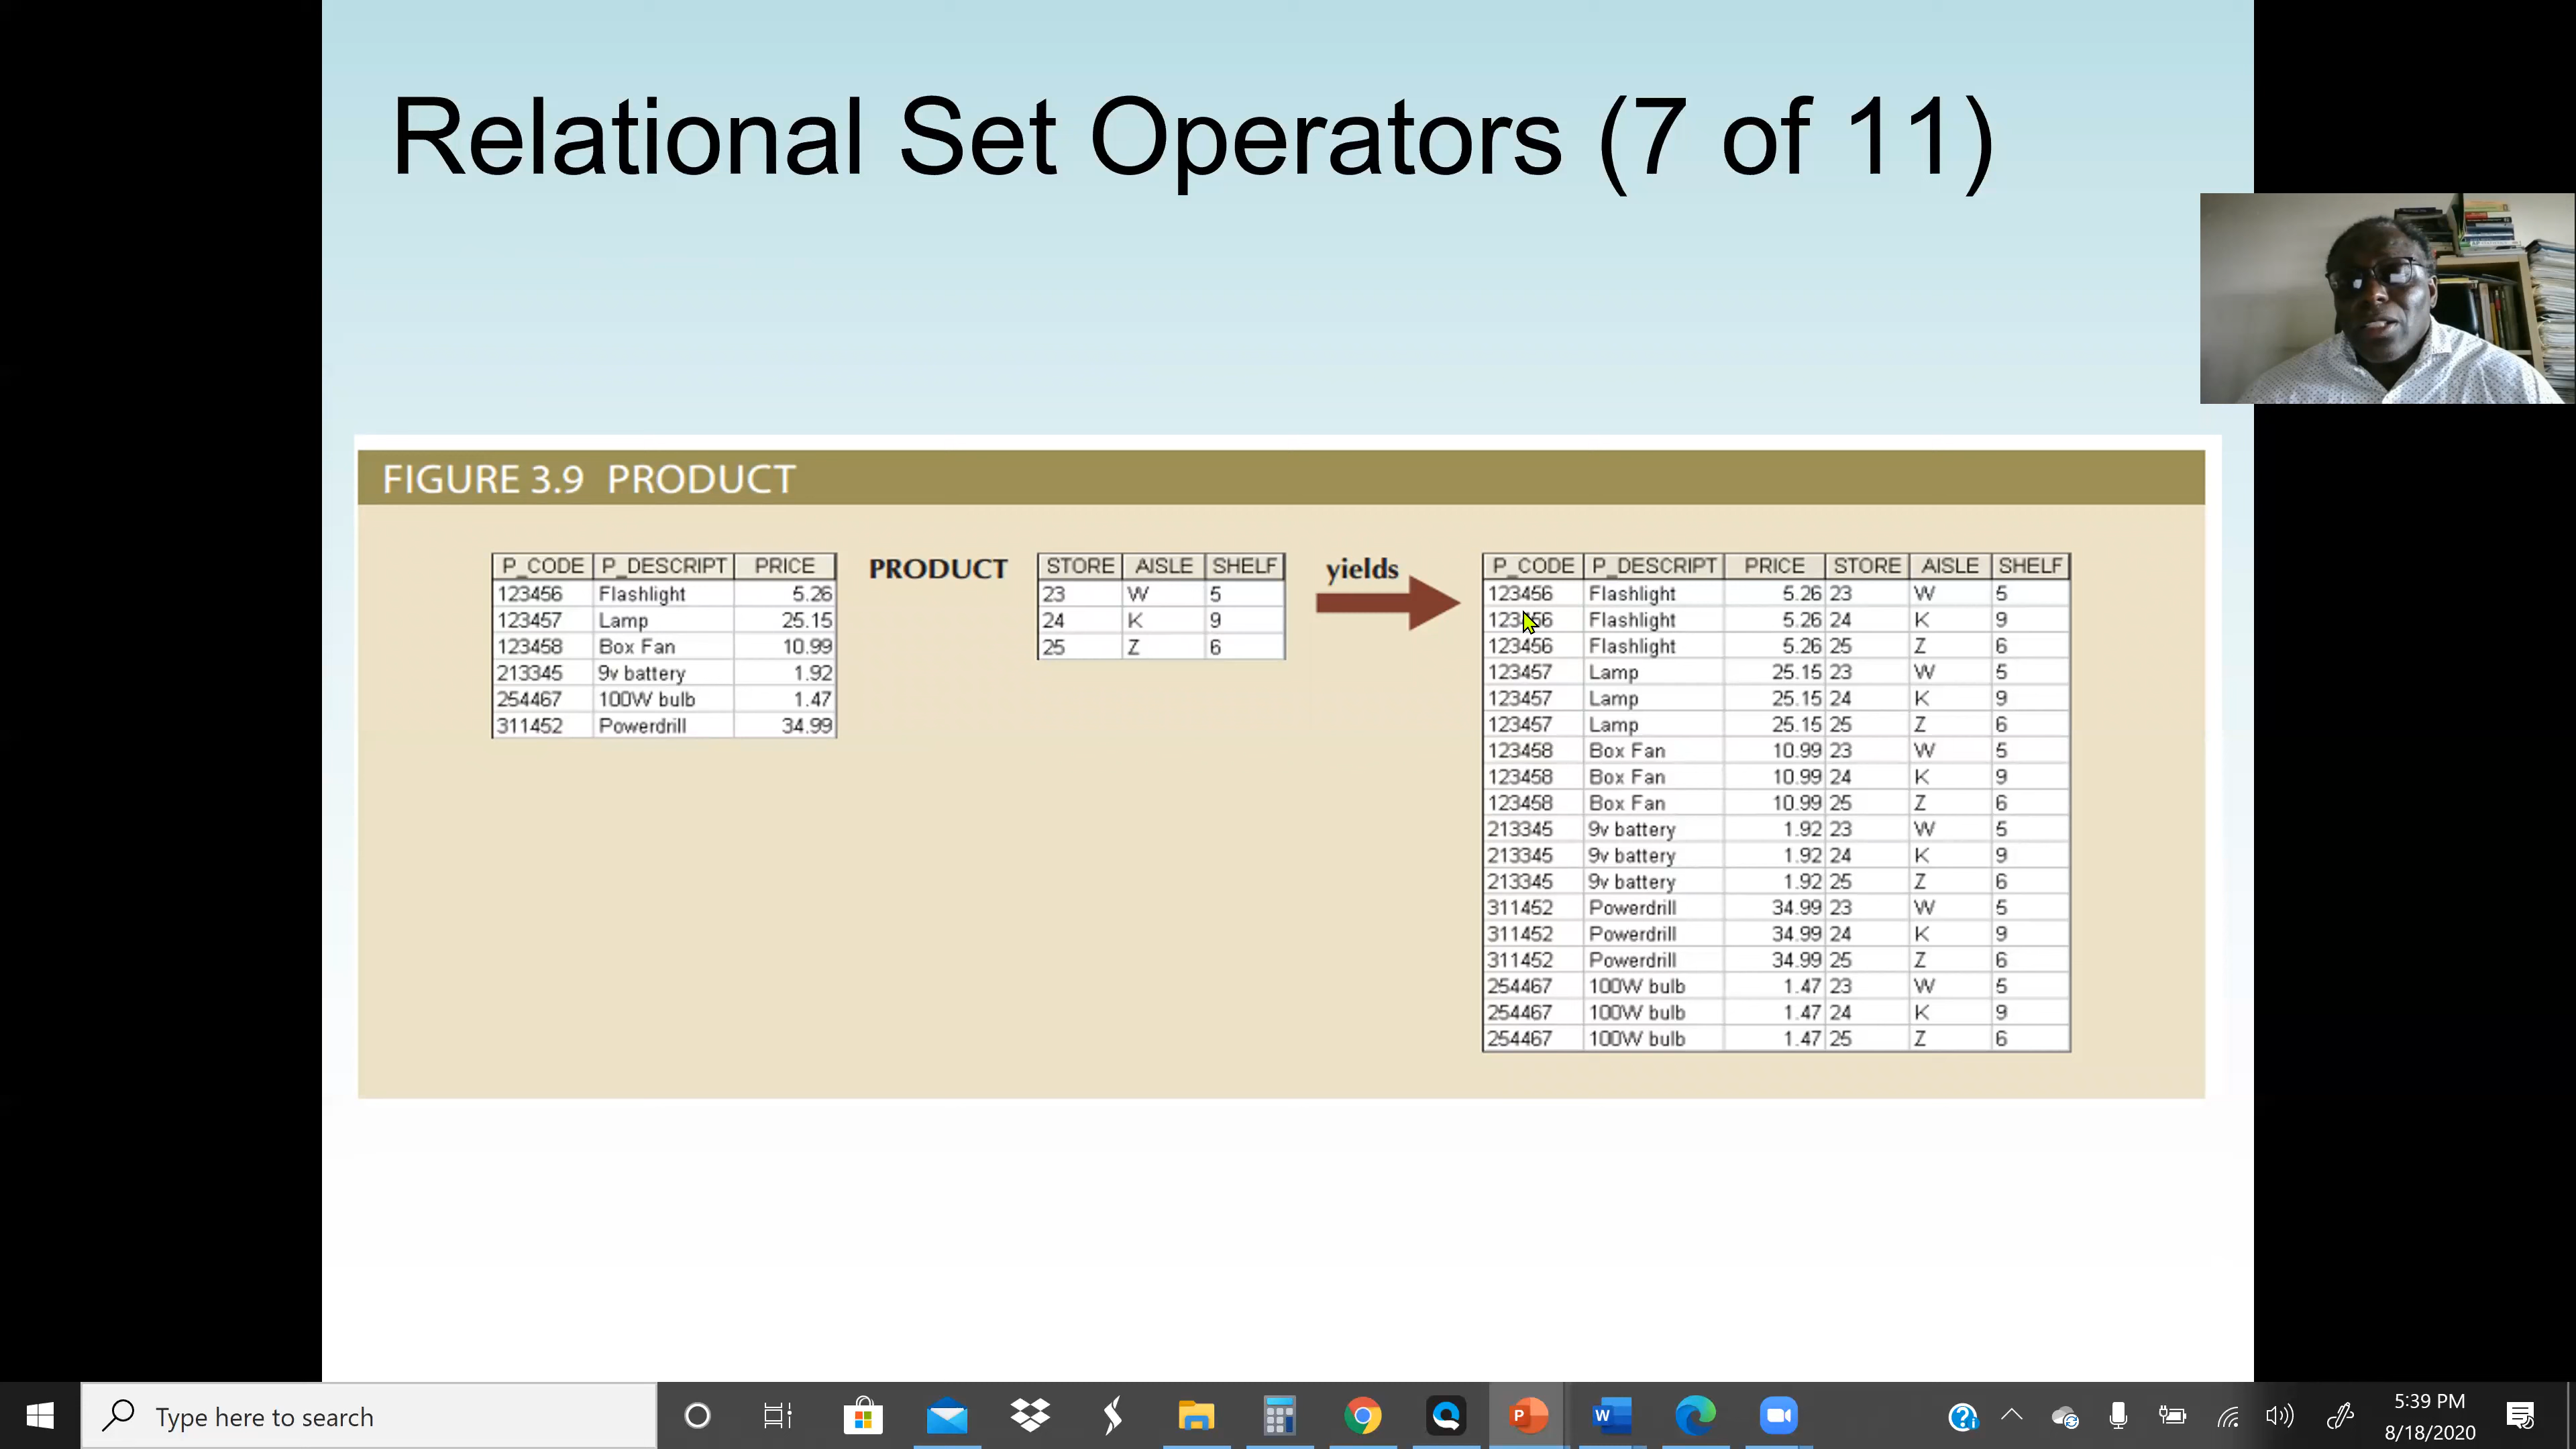 Relational Set Operators (7 of 11)
FIGURE 3.9 PRODUCT
P_CODE P_DESCRIPT PRICE
123456 Flashlight 5.26
123457 Lamp 25.15
123458 Box Fan 10.99
213345 9v battery 1.92
254467 100W bulb 1.47
311452 Powerdrill 34.99
PRODUCT
STORE AISLE SHELF
23 W 5
24 K 9
25 Z 6
yields
P_CODE P_DESCRIPT PRICE STORE AISLE SHELF
123456 Flashlight 5.26 23 W 5
123456 Flashlight 5.26 24 K 9
123456 Flashlight 5.26 25 Z 6
123457 Lamp 25.15 23 W 5
123457 Lamp 25.15 24 K 9
123457 Lamp 25.15 25 Z 6
123458 Box Fan 10.99 23 W 5
123458 Box Fan 10.99 24 K 9
123458 Box Fan 10.99 25 Z 6
213345 9v battery 1.92 23 W 5
213345 9v battery 1.92 24 K 9
213345 9v battery 1.92 25 Z 6
311452 Powerdrill 34.99 23 W 5
311452 Powerdrill 34.99 24 K 9
311452 Powerdrill 34.99 25 Z 6
254467 100W bulb 1.47 23 W 5
254467 100W bulb 1.47 24 K 9
254467 100W bulb 1.47 25 Z 6
Type here to search
5:39 PM
8/18/2020